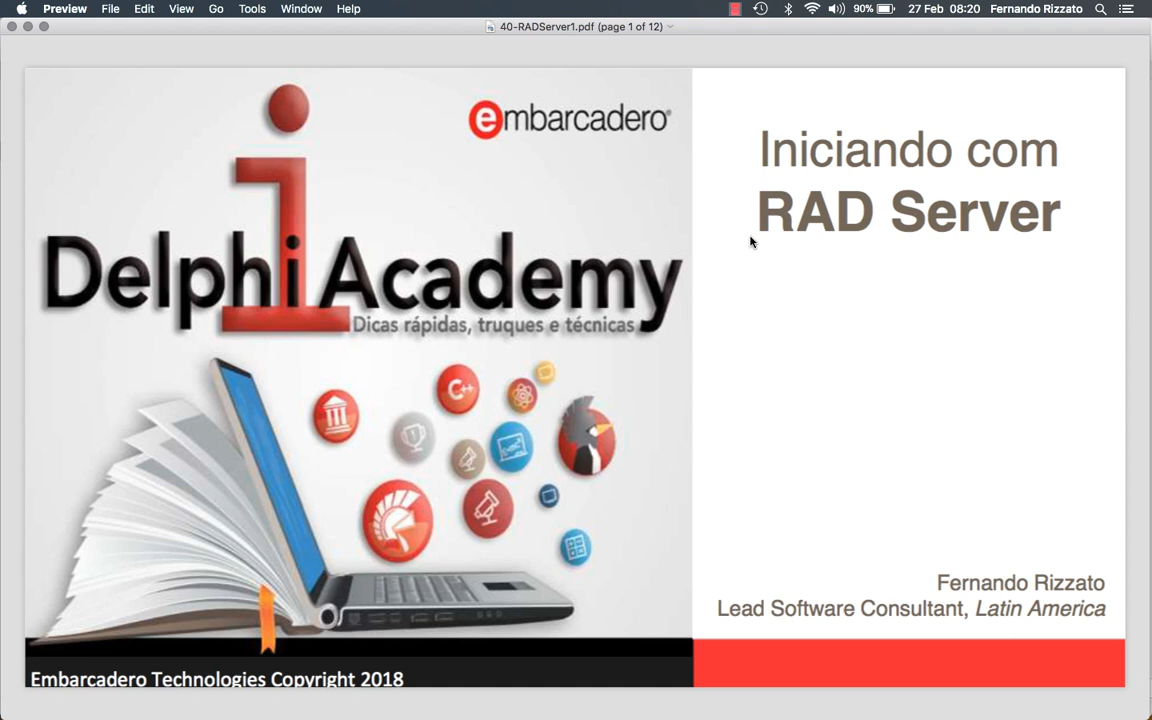 Preview File Edit View Go Tools Window Help 90% 27 Feb 08:20 Fernando Rizzato
40-RADServer1.pdf (page 1 of 12)
embarcadero®
Delphi Academy
Dicas rápidas, truques e técnicas
C++
Iniciando com
RAD Server
Fernando Rizzato
Lead Software Consultant, Latin America
Embarcadero Technologies Copyright 2018